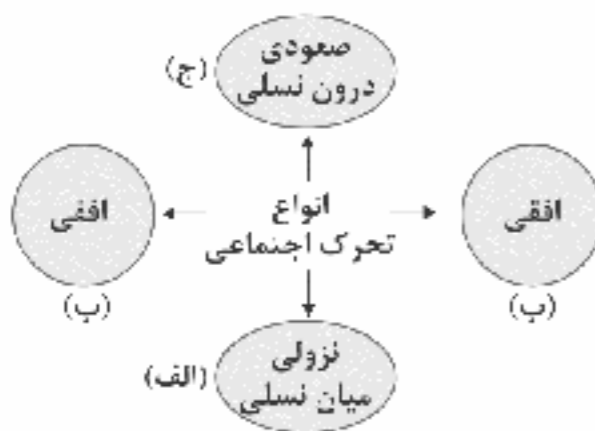 صعودی
درون نسلی
(ج)
افقی
(ب)
انواع
تحرک اجتماعی
افقی
(ب)
نزولی
میان نسلی
(الف)